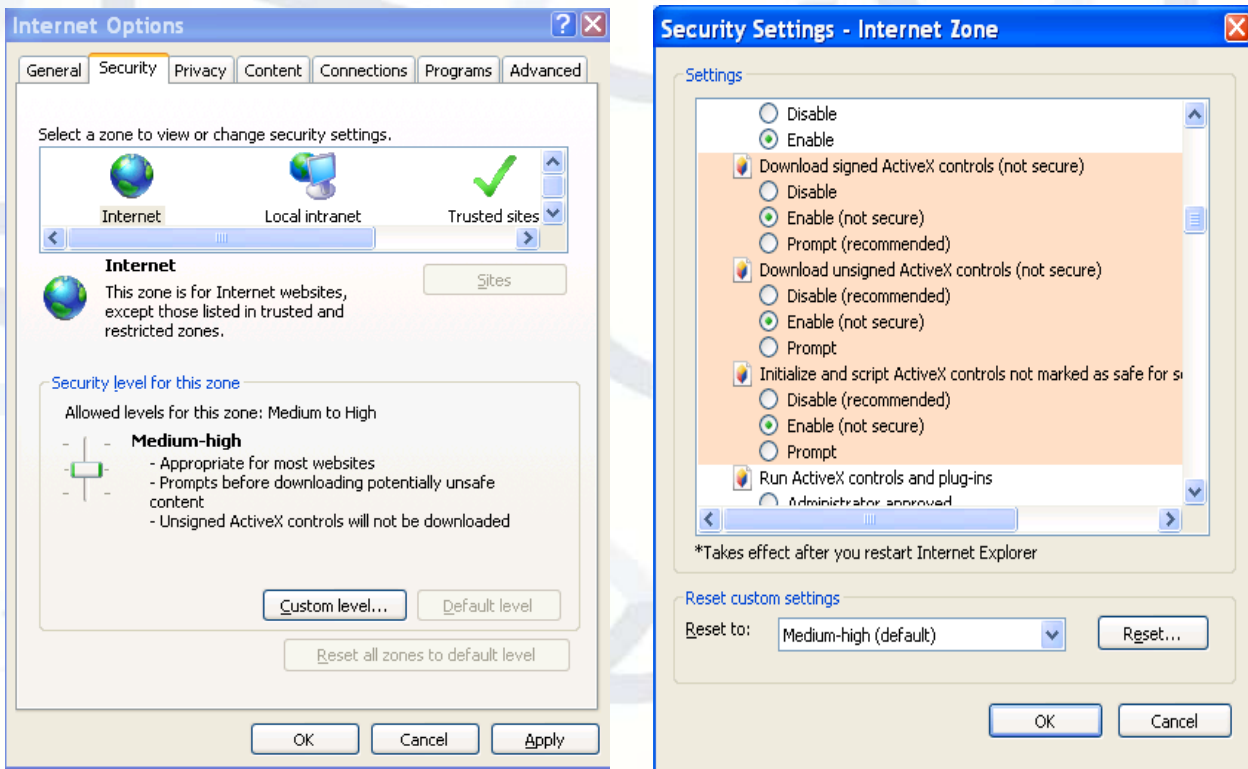 Internet Options
General Security Privacy Content Connections Programs Advanced
Select a zone to view or change security settings.
Internet Local intranet Trusted sites
Internet
Sites
This zone is for Internet websites,
except those listed in trusted and
restricted zones.
Security level for this zone
Allowed levels for this zone: Medium to High
Medium-high
- Appropriate for most websites
- Prompts before downloading potentially unsafe
content
- Unsigned ActiveX controls will not be downloaded
Custom level... Default level
Reset all zones to default level
OK Cancel Apply
Security Settings - Internet Zone
Settings
Disable
Enable
Download signed ActiveX controls (not secure)
Disable
Enable (not secure)
Prompt (recommended)
Download unsigned ActiveX controls (not secure)
Disable (recommended)
Enable (not secure)
Prompt
Initialize and script ActiveX controls not marked as safe for
Disable (recommended)
Enable (not secure)
Prompt
Run ActiveX controls and plug-ins
Administrator approved
*Takes effect after you restart Internet Explorer
Reset custom settings
Reset to: Medium-high (default) Reset...
OK Cancel